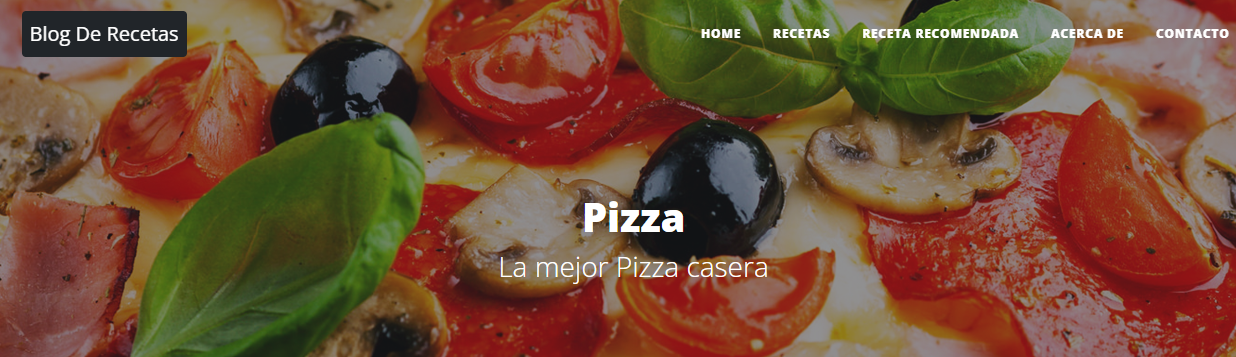 Blog De Recetas
HOME RECETAS RECETA RECOMENDADA ACERCA DE CONTACTO
Pizza
La mejor Pizza casera